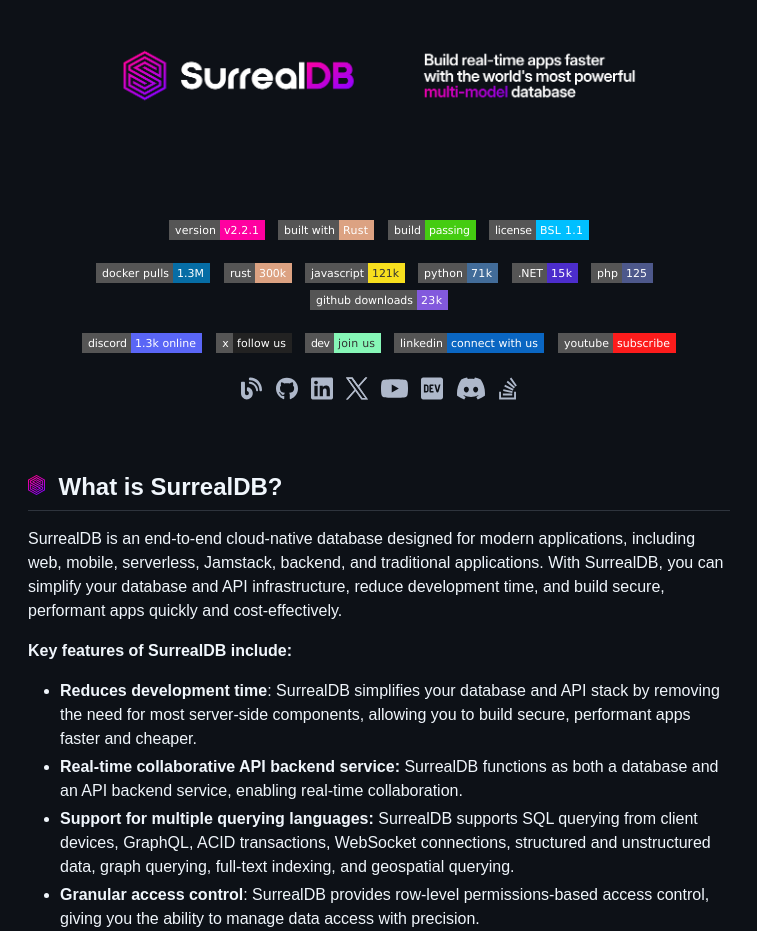 SurrealDB
Build real-time apps faster
with the world's most powerful
multi-model database
version v2.2.1 built with Rust build passing license BSL 1.1
docker pulls 1.3M rust 300k javascript 121k python 71k .NET 15k php 125
github downloads 23k
discord 1.3k online x follow us dev join us linkedin connect with us youtube subscribe
DEV
What is SurrealDB?
SurrealDB is an end-to-end cloud-native database designed for modern applications, including
web, mobile, serverless, Jamstack, backend, and traditional applications. With SurrealDB, you can
simplify your database and API infrastructure, reduce development time, and build secure,
performant apps quickly and cost-effectively.
Key features of SurrealDB include:
• Reduces development time: SurrealDB simplifies your database and API stack by removing
the need for most server-side components, allowing you to build secure, performant apps
faster and cheaper.
• Real-time collaborative API backend service: SurrealDB functions as both a database and
an API backend service, enabling real-time collaboration.
• Support for multiple querying languages: SurrealDB supports SQL querying from client
devices, GraphQL, ACID transactions, WebSocket connections, structured and unstructured
data, graph querying, full-text indexing, and geospatial querying.
• Granular access control: SurrealDB provides row-level permissions-based access control,
giving you the ability to manage data access with precision.